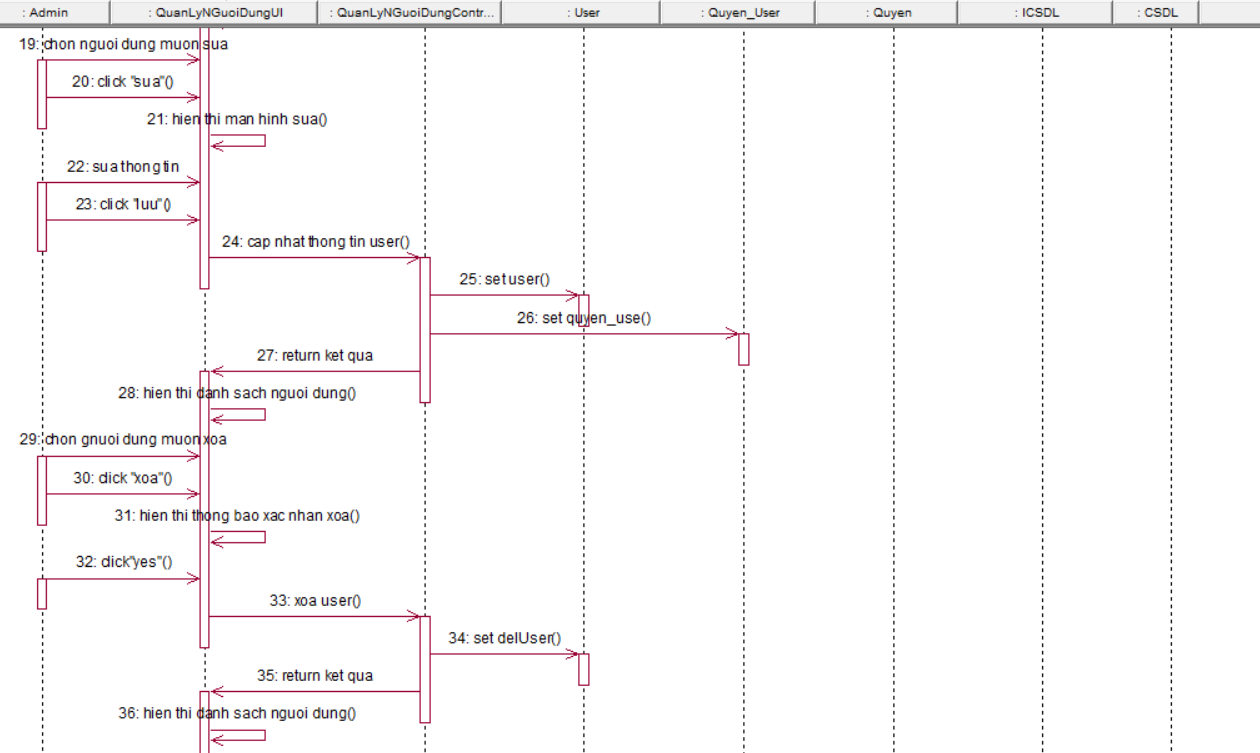 : Admin
: QuanLyNGuoiDungUI
: QuanLyNGuoiDungContr...
: User
: Quyen_User
: Quyen
: ICSDL
: CSDL
19: chon nguoi dung muon sua
20: click "sua"()
21: hien thi man hinh sua()
22: sua thong tin
23: click "luu"()
24: cap nhat thong tin user()
25: set user()
26: set quyen_use()
27: return ket qua
28: hien thi danh sach nguoi dung()
29: chon gnuoi dung muon xoa
30: click "xoa"()
31: hien thi thong bao xac nhan xoa()
32: click"yes"()
33: xoa user()
34: set delUser()
35: return ket qua
36: hien thi danh sach nguoi dung()